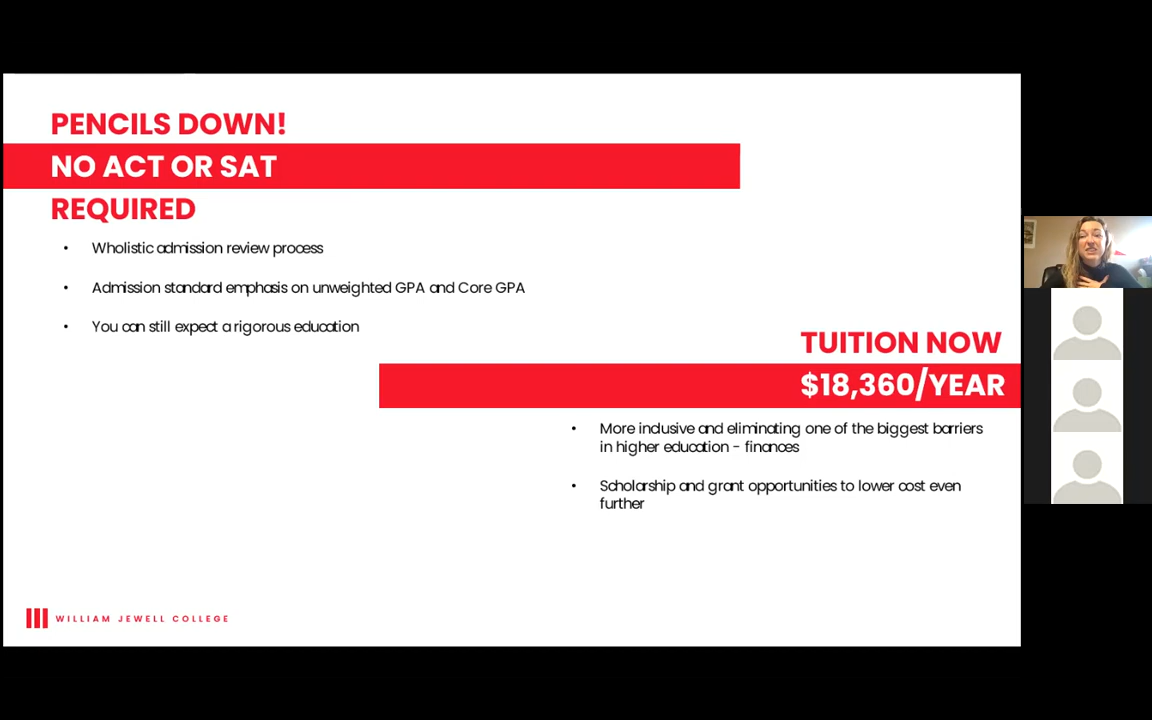 PENCILS DOWN!
NO ACT OR SAT
REQUIRED
• Wholistic admission review process
• Admission standard emphasis on unweighted GPA and Core GPA
• You can still expect a rigorous education
TUITION NOW
$18,360/YEAR
• More inclusive and eliminating one of the biggest barriers
in higher education - finances
• Scholarship and grant opportunities to lower cost even
further
WILLIAM JEWELL COLLEGE